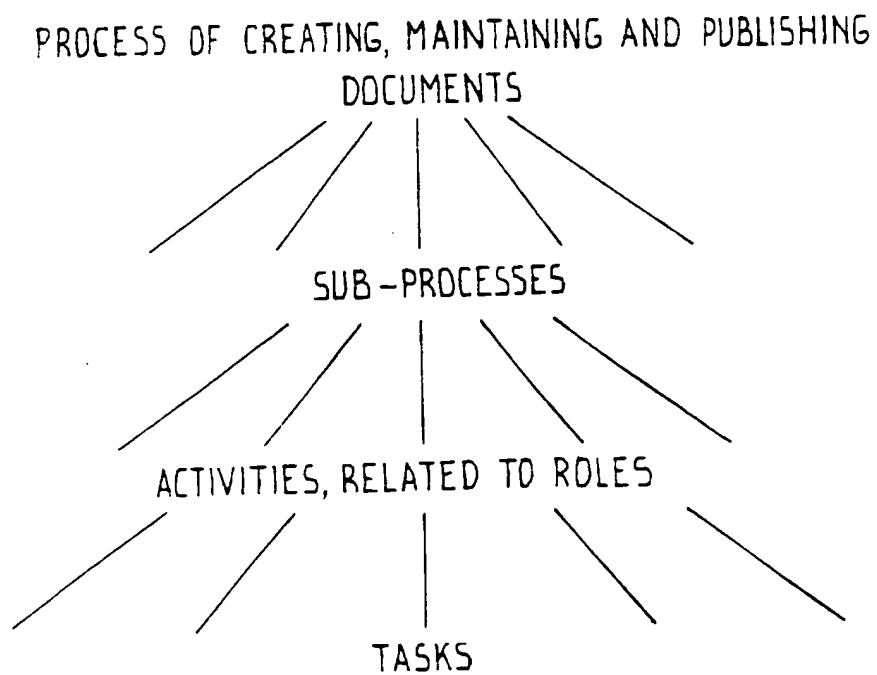 PROCESS OF CREATING, MAINTAINING AND PUBLISHING
DOCUMENTS
SUB-PROCESSES
ACTIVITIES, RELATED TO ROLES
TASKS